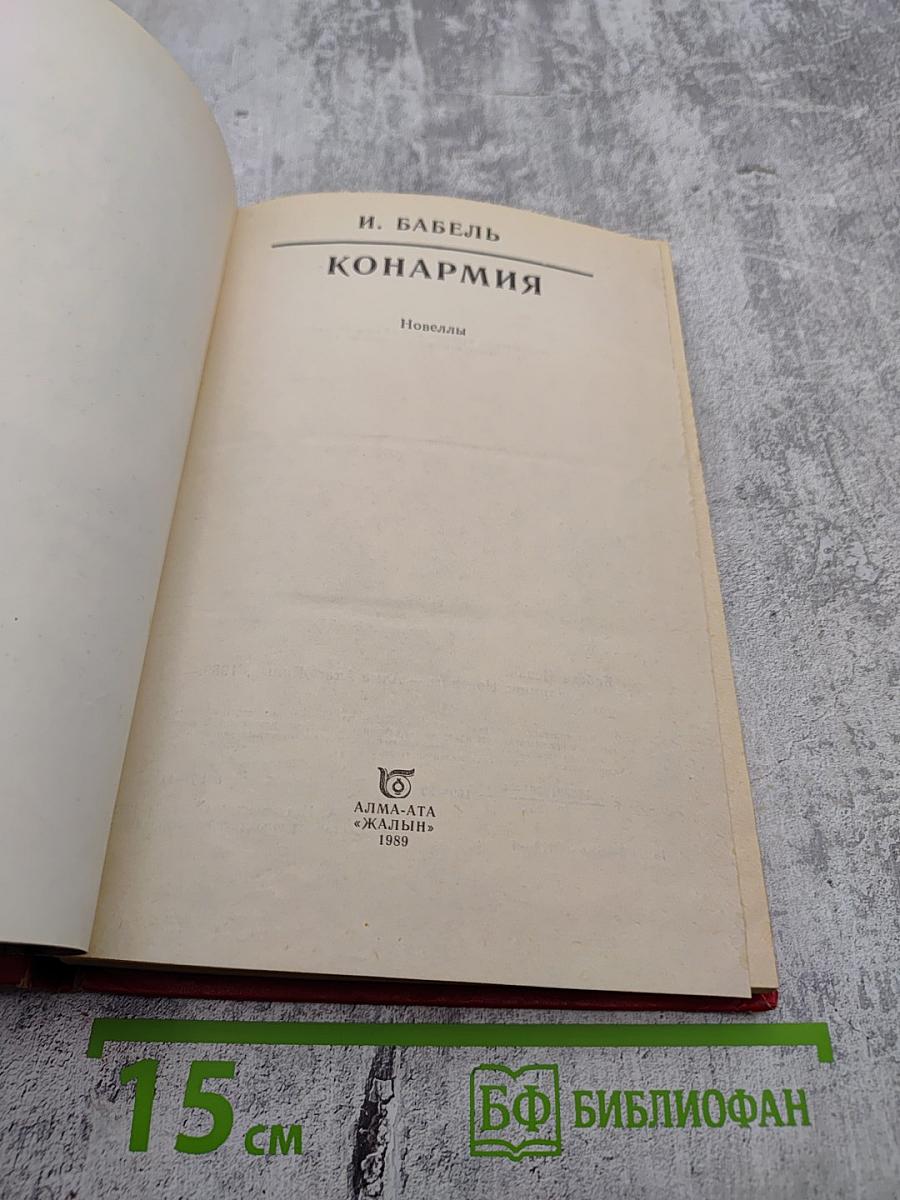 И. БАБЕЛЬ
КОНАРМИЯ
Новеллы
АЛМА-АТА
«ЖАЛЫН»
1989
15 СМ
БФ БИБЛИОФАН